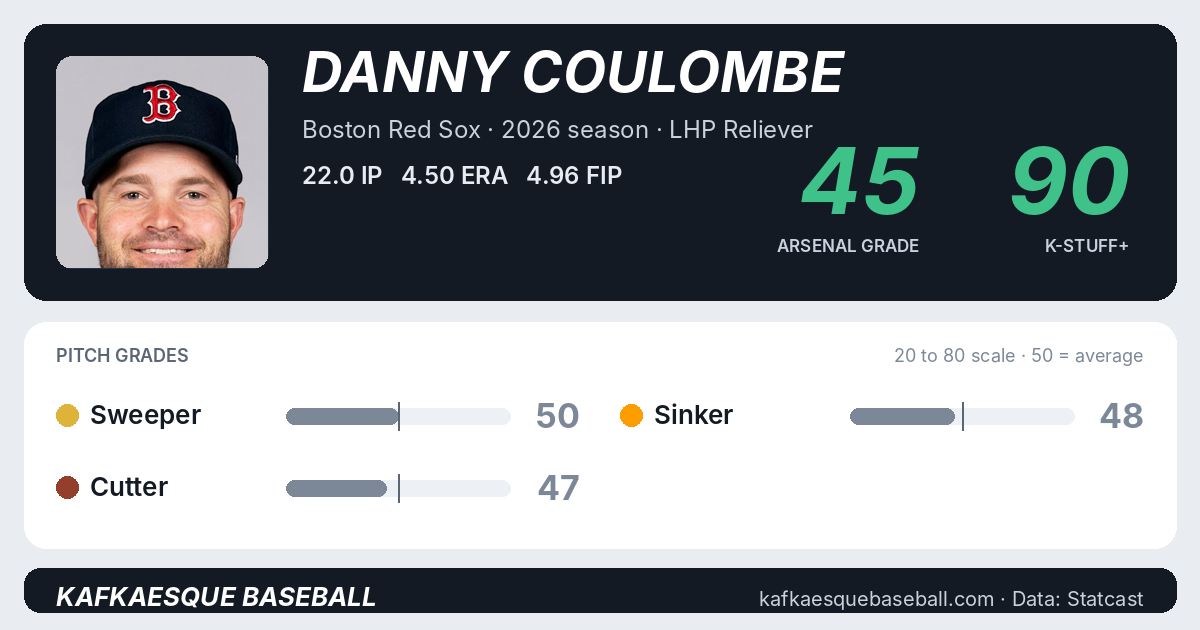 B
DANNY COULOMBE
Boston Red Sox · 2026 season · LHP Reliever
22.0 IP 4.50 ERA 4.96 FIP
45 90
ARSENAL GRADE K-STUFF+
PITCH GRADES 20 to 80 scale · 50 = average
Sweeper 50 Sinker 48
Cutter 47
KAFKAESQUE BASEBALL kafkaesquebaseball.com · Data: Statcast